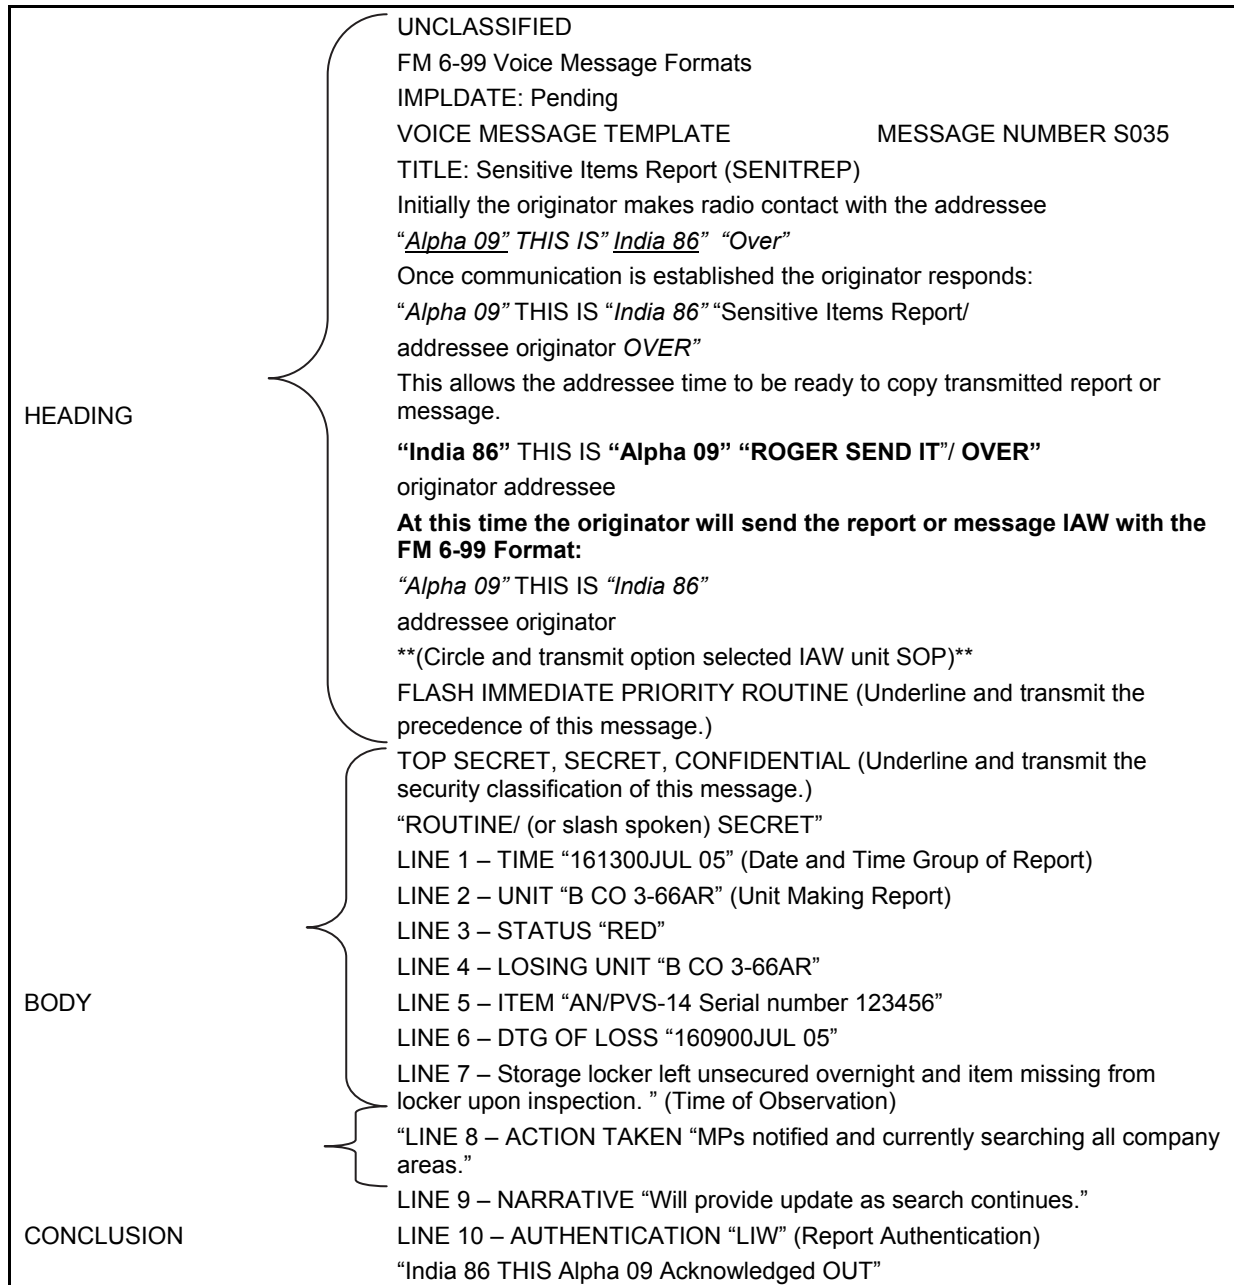 UNCLASSIFIED
FM 6-99 Voice Message Formats
IMPLDATE: Pending
VOICE MESSAGE TEMPLATE MESSAGE NUMBER S035
TITLE: Sensitive Items Report (SENITREP)
Initially the originator makes radio contact with the addressee
“Alpha 09” THIS IS” India 86” “Over”
Once communication is established the originator responds:
“Alpha 09” THIS IS “India 86” “Sensitive Items Report/
addressee originator OVER”
This allows the addressee time to be ready to copy transmitted report or
message.
HEADING
“India 86” THIS IS “Alpha 09” “ROGER SEND IT”/ OVER”
originator addressee
At this time the originator will send the report or message IAW with the
FM 6-99 Format:
“Alpha 09” THIS IS “India 86”
addressee originator
**(Circle and transmit option selected IAW unit SOP)**
FLASH IMMEDIATE PRIORITY ROUTINE (Underline and transmit the
precedence of this message.)
TOP SECRET, SECRET, CONFIDENTIAL (Underline and transmit the
security classification of this message.)
“ROUTINE/ (or slash spoken) SECRET”
LINE 1 – TIME “161300JUL 05” (Date and Time Group of Report)
LINE 2 – UNIT “B CO 3-66AR” (Unit Making Report)
LINE 3 – STATUS “RED”
LINE 4 – LOSING UNIT “B CO 3-66AR”
BODY
LINE 5 – ITEM “AN/PVS-14 Serial number 123456”
LINE 6 – DTG OF LOSS “160900JUL 05”
LINE 7 – Storage locker left unsecured overnight and item missing from
locker upon inspection. ” (Time of Observation)
“LINE 8 – ACTION TAKEN “MPs notified and currently searching all company
areas.”
LINE 9 – NARRATIVE “Will provide update as search continues.”
CONCLUSION
LINE 10 – AUTHENTICATION “LIW” (Report Authentication)
“India 86 THIS Alpha 09 Acknowledged OUT”